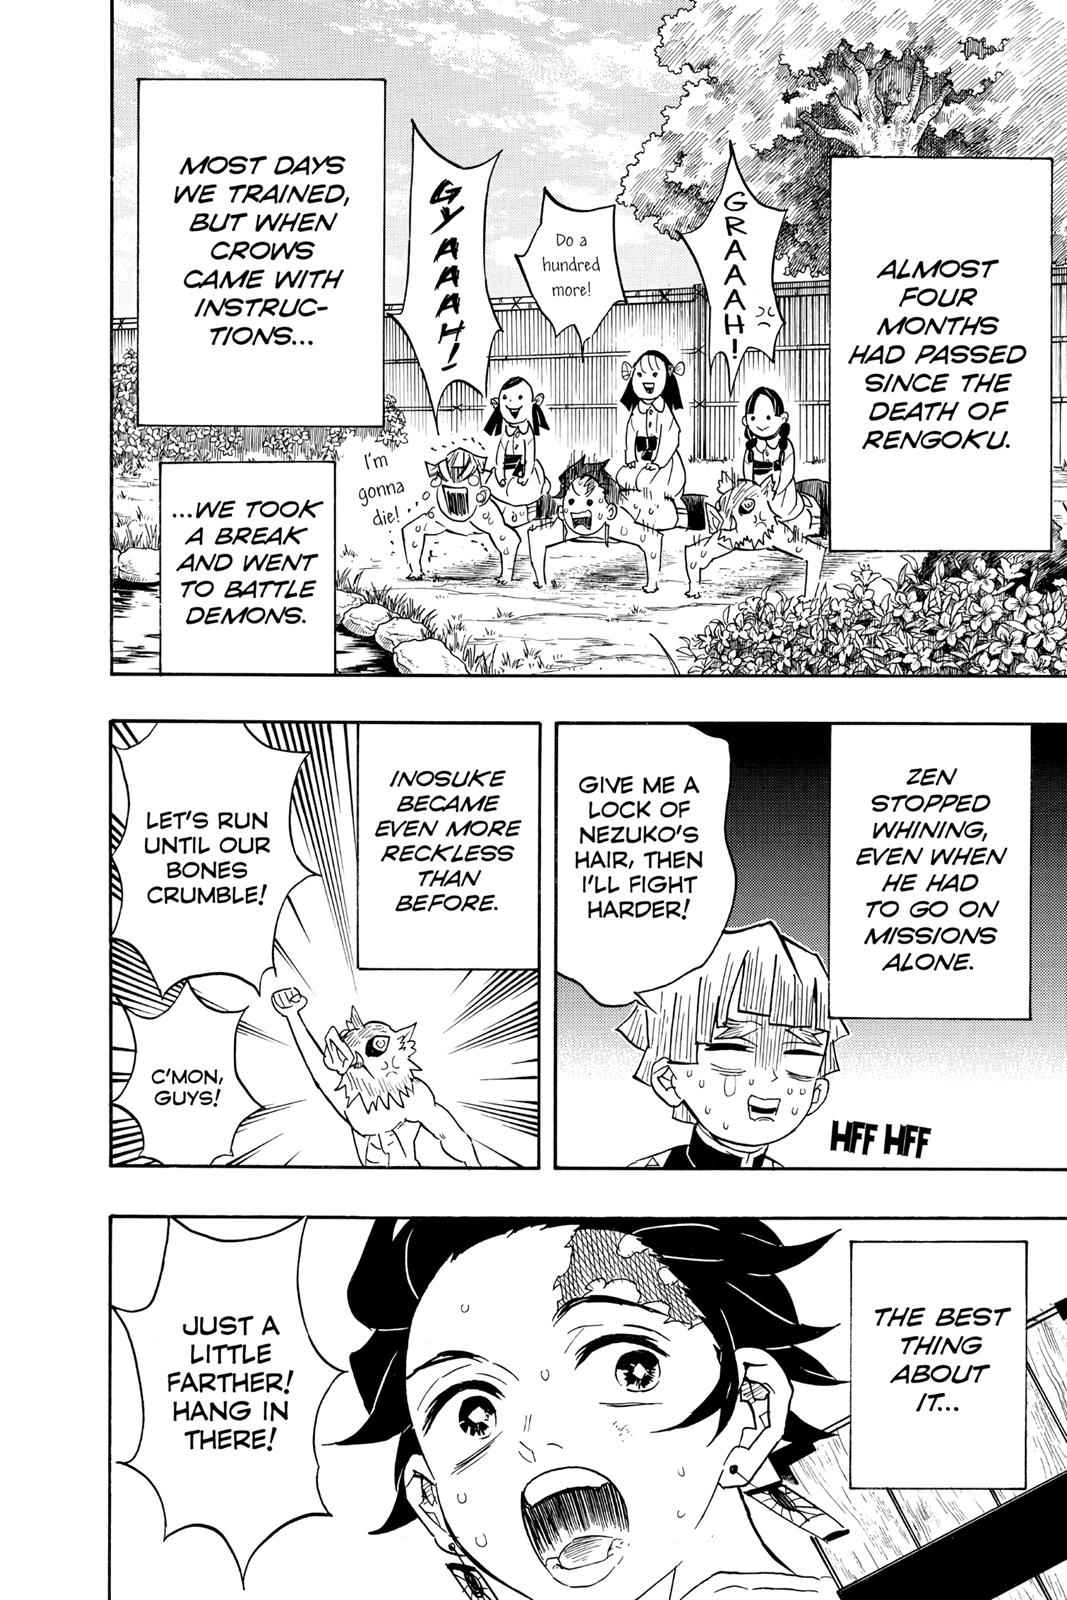 ALMOST
FOUR
MONTHS
HAD PASSED
SINCE THE
DEATH OF
RENGOKU.
GRAAAH!
Do a
hundred
more!
GYAAAH!
I'm
gonna
die!
MOST DAYS
WE TRAINED,
BUT WHEN
CROWS
CAME WITH
INSTRUC-
TIONS...
...WE TOOK
A BREAK
AND WENT
TO BATTLE
DEMONS.
ZEN
STOPPED
WHINING,
EVEN WHEN
HE HAD
TO GO ON
MISSIONS
ALONE.
GIVE ME A
LOCK OF
NEZUKO'S
HAIR, THEN
I'LL FIGHT
HARDER!
HFF HFF
INOSUKE
BECAME
EVEN MORE
RECKLESS
THAN
BEFORE.
LET'S RUN
UNTIL OUR
BONES
CRUMBLE!
C'MON,
GUYS!
THE BEST
THING
ABOUT
IT...
JUST A
LITTLE
FARTHER!
HANG IN
THERE!